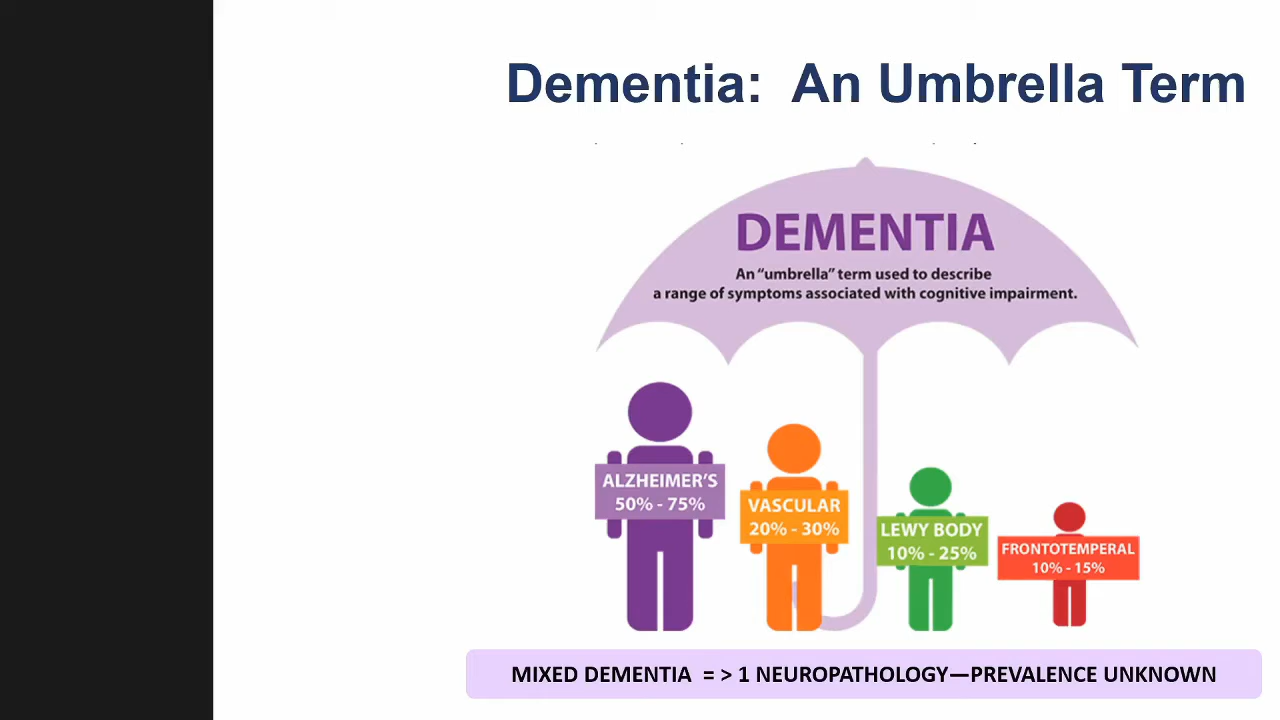 Dementia: An Umbrella Term
DEMENTIA
An “umbrella” term used to describe
a range of symptoms associated with cognitive impairment.
ALZHEIMER’S
50% - 75%
VASCULAR
20% - 30%
LEWY BODY
10% - 25%
FRONTOTEMPERAL
10% - 15%
MIXED DEMENTIA = > 1 NEUROPATHOLOGY—PREVALENCE UNKNOWN